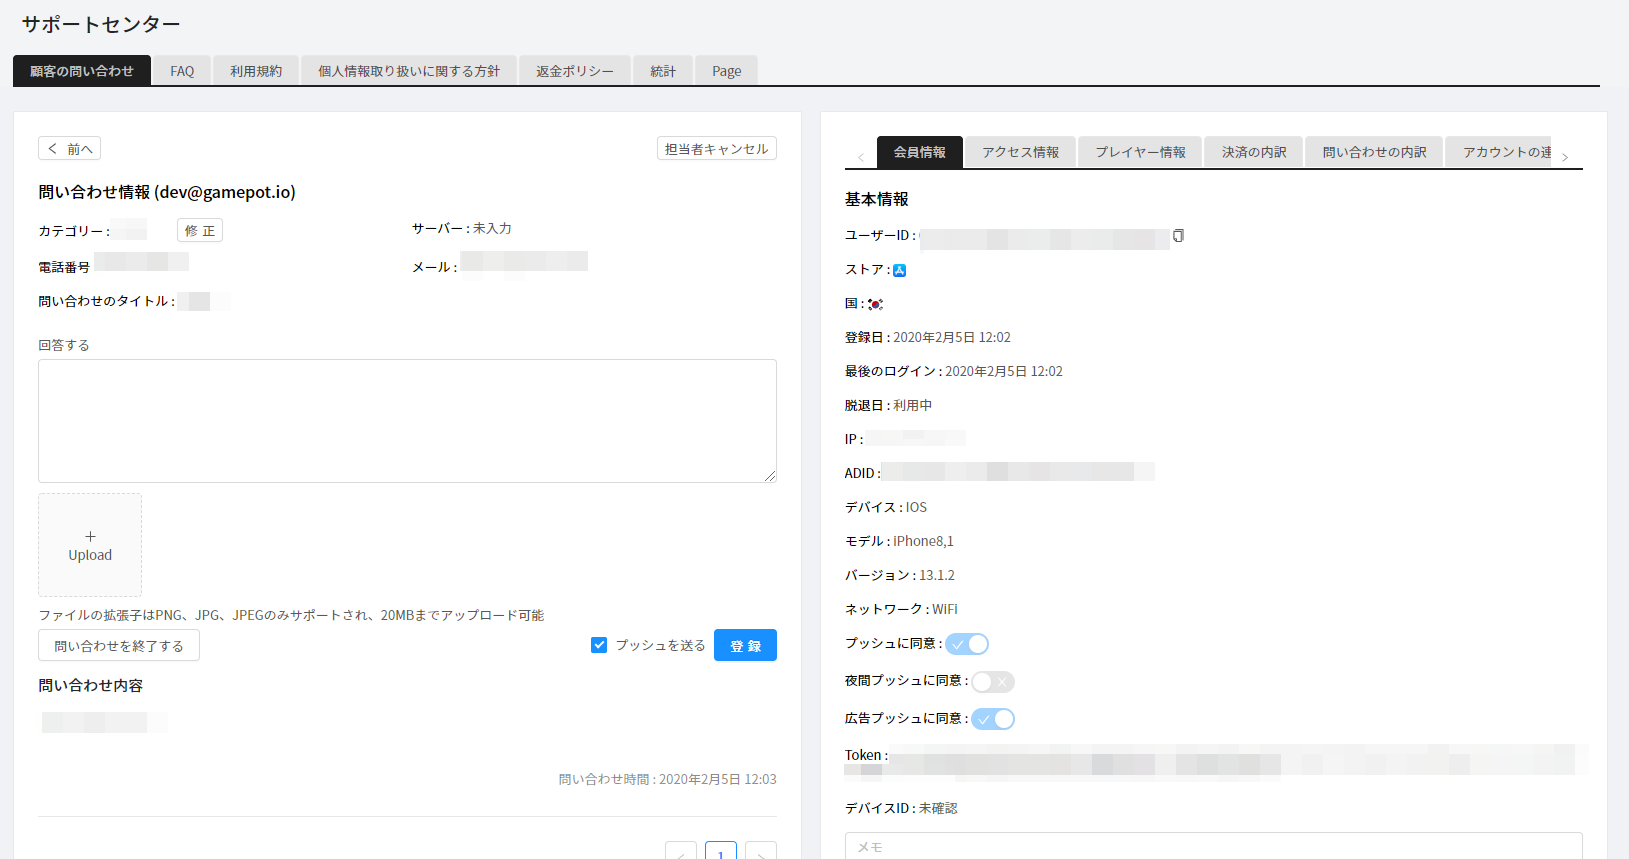 サポートセンター
顧客の問い合わせ FAQ 利用規約 個人情報取り扱いに関する方針 返金ポリシー 統計 Page
前へ 担当者キャンセル
問い合わせ情報 (dev@gamepot.io)
カテゴリー : 修 正 サーバー : 未入力
電話番号 メール :
問い合わせのタイトル :
回答する
+
Upload
ファイルの拡張子はPNG、JPG、JPEGのみサポートされ、20MBまでアップロード可能
問い合わせを終了する プッシュを送る 登 録
問い合わせ内容
問い合わせ時間 : 2020年2月5日 12:03
1
会員情報 アクセス情報 プレイヤー情報 決済の内訳 問い合わせの内訳 アカウントの連
基本情報
ユーザーID :
ストア :
国 :
登録日 : 2020年2月5日 12:02
最後のログイン : 2020年2月5日 12:02
脱退日 : 利用中
IP :
ADID :
デバイス : IOS
モデル : iPhone8,1
バージョン : 13.1.2
ネットワーク : WiFi
プッシュに同意 :
夜間プッシュに同意 :
広告プッシュに同意 :
Token :
デバイスID : 未確認
メモ